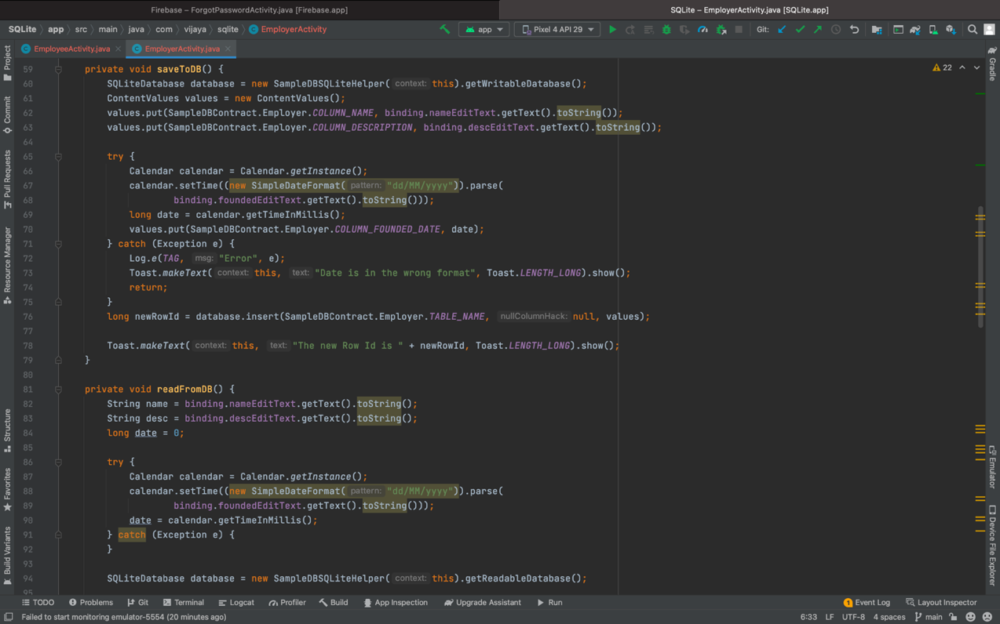 Firebase – ForgotPasswordActivity.java [Firebase.app]
SQLite – EmployerActivity.java [SQLite.app]
SQLite app src main java com vijaya sqlite EmployerActivity
app
Pixel 4 API 29
Git:
EmployeeActivity.java
EmployerActivity.java
Project
Commit
Pull Requests
Resource Manager
Structure
Favorites
Build Variants
22
59 private void saveToDB() {
60 SQLiteDatabase database = new SampleDBSQLiteHelper( context: this).getWritableDatabase();
61 ContentValues values = new ContentValues();
62 values.put(SampleDBContract.Employer.COLUMN_NAME, binding.nameEditText.getText().toString());
63 values.put(SampleDBContract.Employer.COLUMN_DESCRIPTION, binding.descEditText.getText().toString());
64
65 try {
66 Calendar calendar = Calendar.getInstance();
67 calendar.setTime((new SimpleDateFormat( pattern: "dd/MM/yyyy")).parse(
68 binding.foundedEditText.getText().toString()));
69 long date = calendar.getTimeInMillis();
70 values.put(SampleDBContract.Employer.COLUMN_FOUNDED_DATE, date);
71 } catch (Exception e) {
72 Log.e(TAG, msg: "Error", e);
73 Toast.makeText( context: this, text: "Date is in the wrong format", Toast.LENGTH_LONG).show();
74 return;
75 }
76 long newRowId = database.insert(SampleDBContract.Employer.TABLE_NAME, nullColumnHack: null, values);
77
78 Toast.makeText( context: this, text: "The new Row Id is " + newRowId, Toast.LENGTH_LONG).show();
79 }
80
81 private void readFromDB() {
82 String name = binding.nameEditText.getText().toString();
83 String desc = binding.descEditText.getText().toString();
84 long date = 0;
85
86 try {
87 Calendar calendar = Calendar.getInstance();
88 calendar.setTime((new SimpleDateFormat( pattern: "dd/MM/yyyy")).parse(
89 binding.foundedEditText.getText().toString()));
90 date = calendar.getTimeInMillis();
91 } catch (Exception e) {
92 }
93
94 SQLiteDatabase database = new SampleDBSQLiteHelper( context: this).getReadableDatabase();
95
Gradle
Emulator
Device File Explorer
TODO Problems Git Terminal Logcat Profiler Build App Inspection Upgrade Assistant Run
1 Event Log Layout Inspector
Failed to start monitoring emulator-5554 (20 minutes ago)
6:33 LF UTF-8 4 spaces main